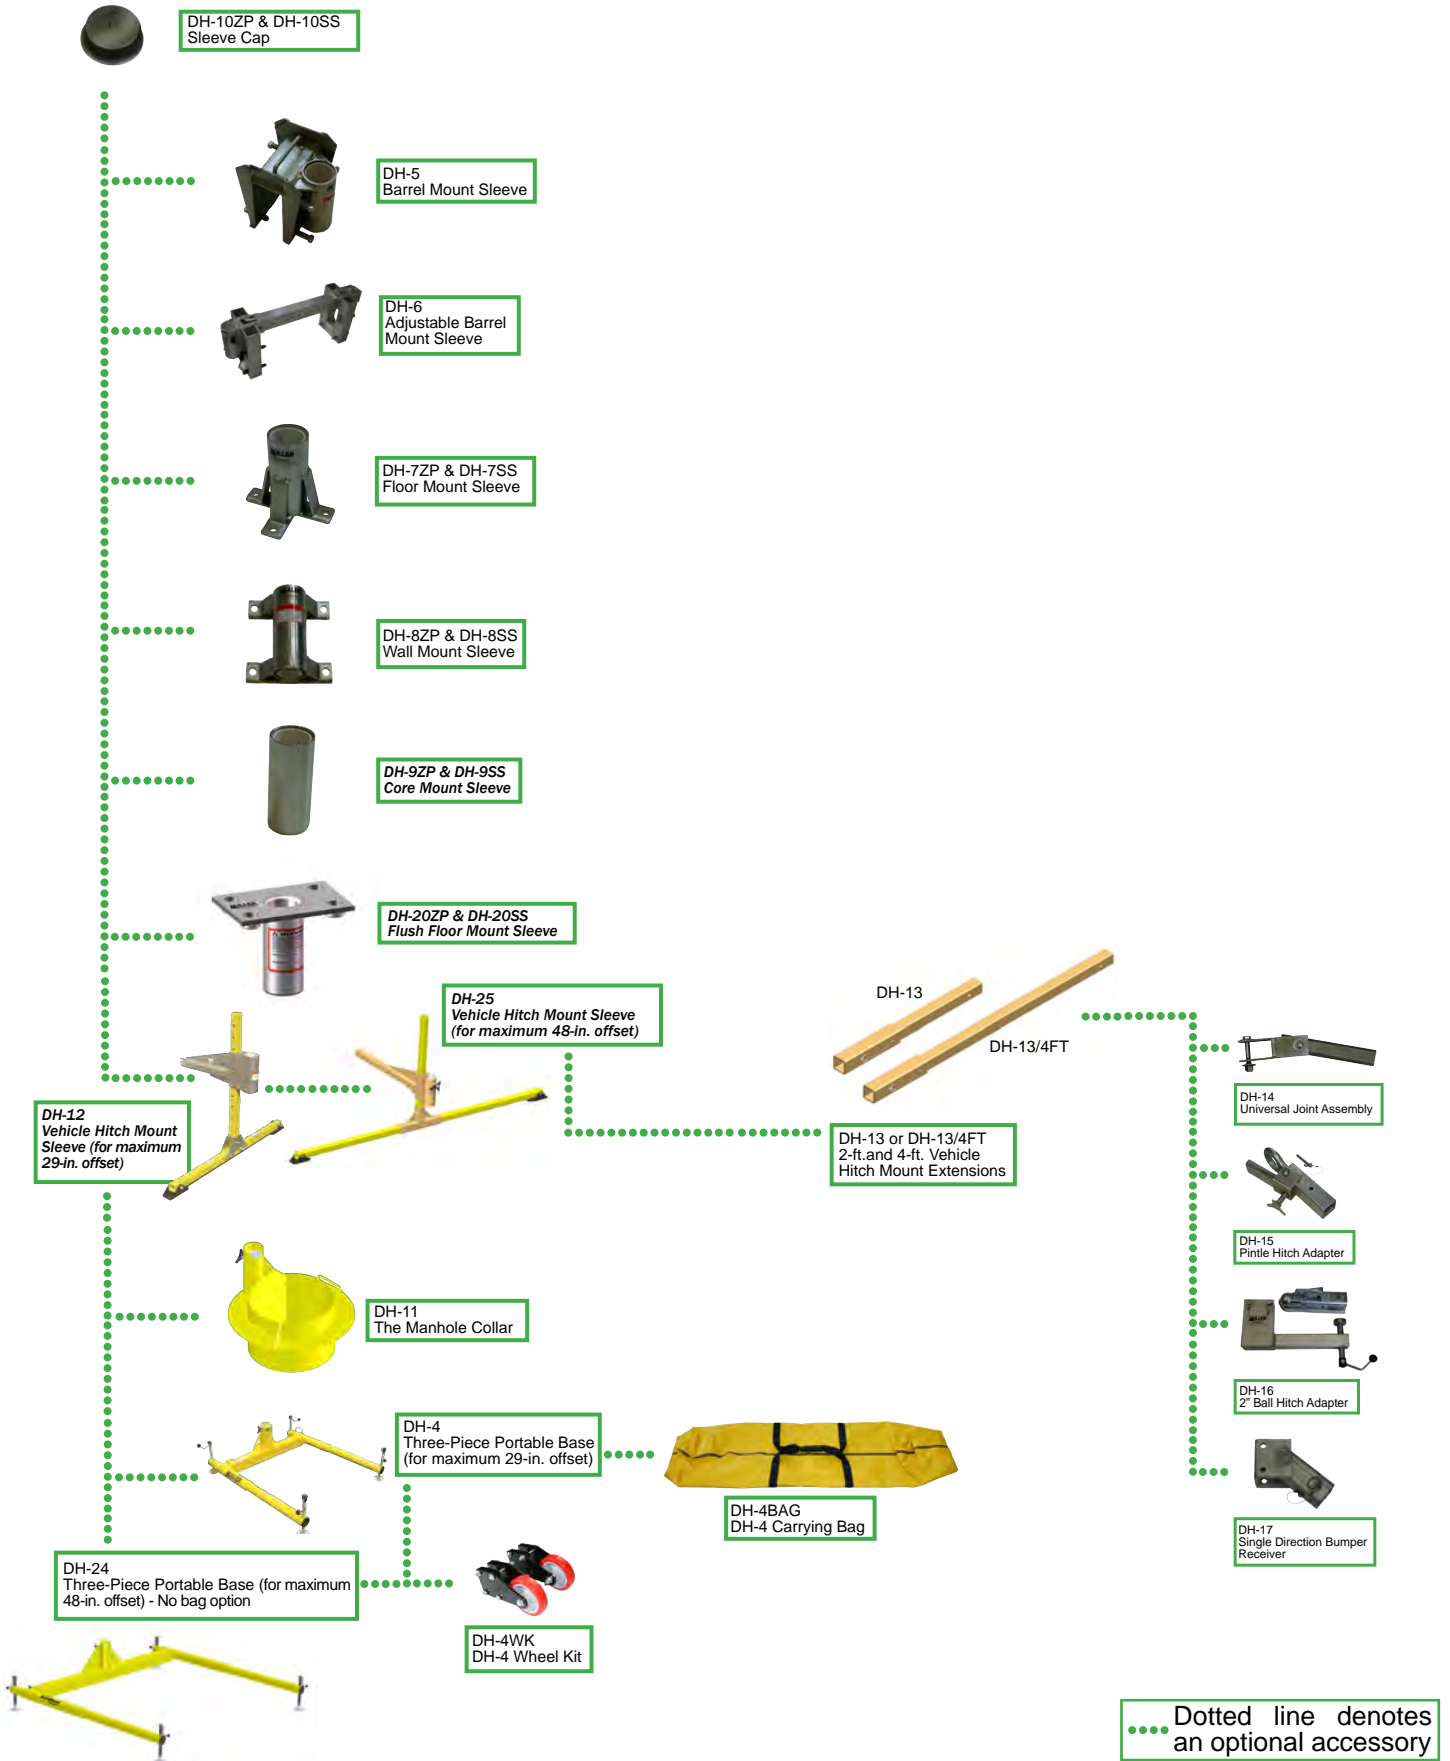 DH-10ZP & DH-10SS
Sleeve Cap
DH-5
Barrel Mount Sleeve
DH-6
Adjustable Barrel
Mount Sleeve
DH-7ZP & DH-7SS
Floor Mount Sleeve
DH-8ZP & DH-8SS
Wall Mount Sleeve
DH-9ZP & DH-9SS
Core Mount Sleeve
DH-20ZP & DH-20SS
Flush Floor Mount Sleeve
DH-25
Vehicle Hitch Mount Sleeve
(for maximum 48-in. offset)
DH-12
Vehicle Hitch Mount
Sleeve (for maximum
29-in. offset)
DH-13
DH-13/4FT
DH-13 or DH-13/4FT
2-ft.and 4-ft. Vehicle
Hitch Mount Extensions
DH-14
Universal Joint Assembly
DH-15
Pintle Hitch Adapter
DH-16
2" Ball Hitch Adapter
DH-17
Single Direction Bumper
Receiver
DH-11
The Manhole Collar
DH-4
Three-Piece Portable Base
(for maximum 29-in. offset)
DH-4BAG
DH-4 Carrying Bag
DH-24
Three-Piece Portable Base (for maximum
48-in. offset) - No bag option
DH-4WK
DH-4 Wheel Kit
Dotted line denotes
an optional accessory